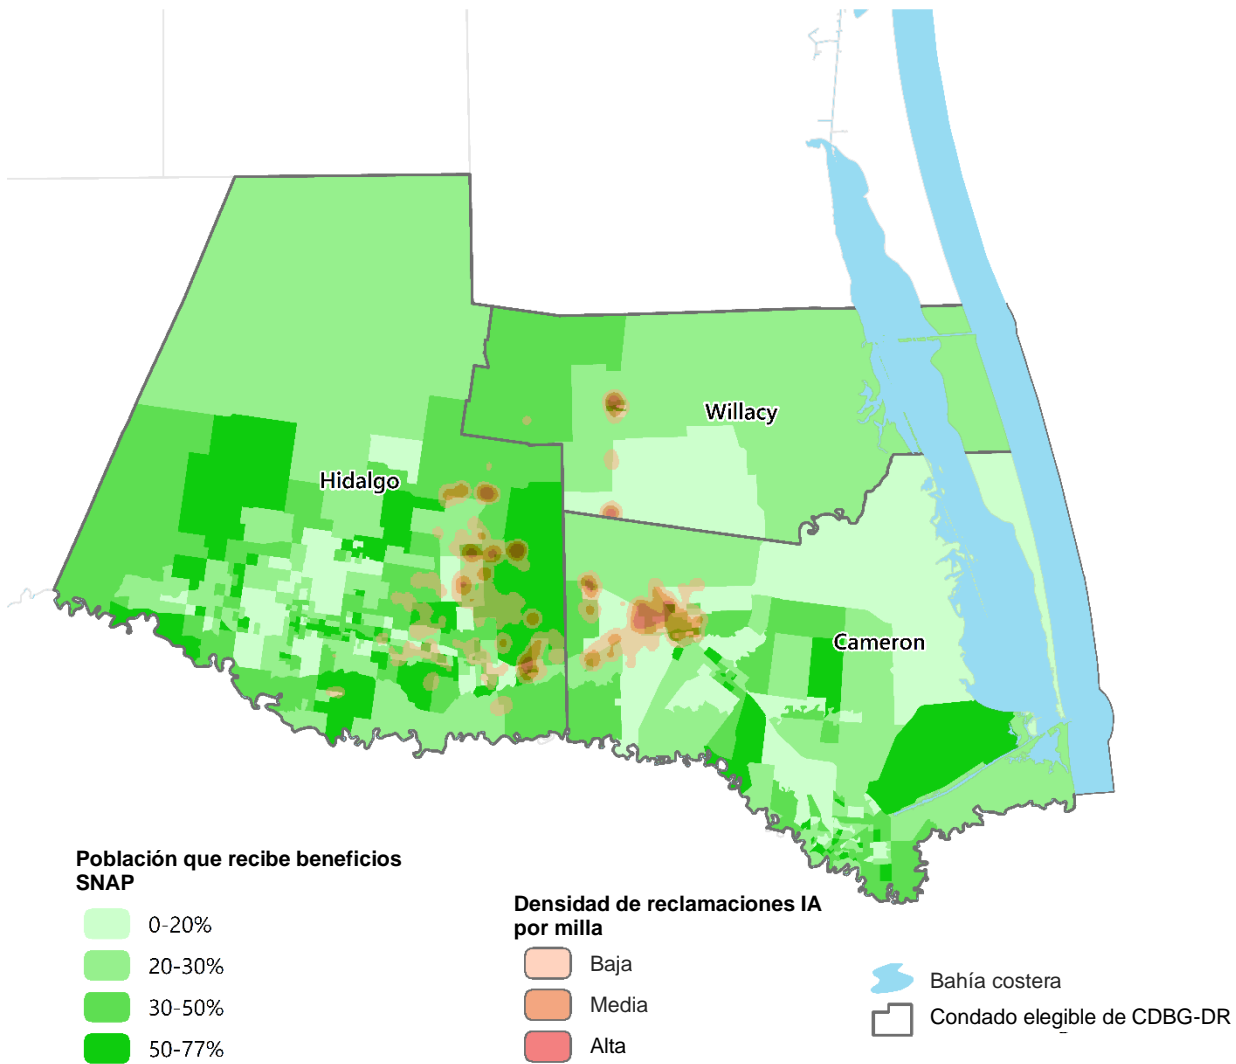 Willacy
Hidalgo
Cameron
Población que recibe beneficios
SNAP
0-20%
20-30%
30-50%
50-77%
Densidad de reclamaciones IA
por milla
Baja
Media
Alta
Bahía costera
Condado elegible de CDBG-DR